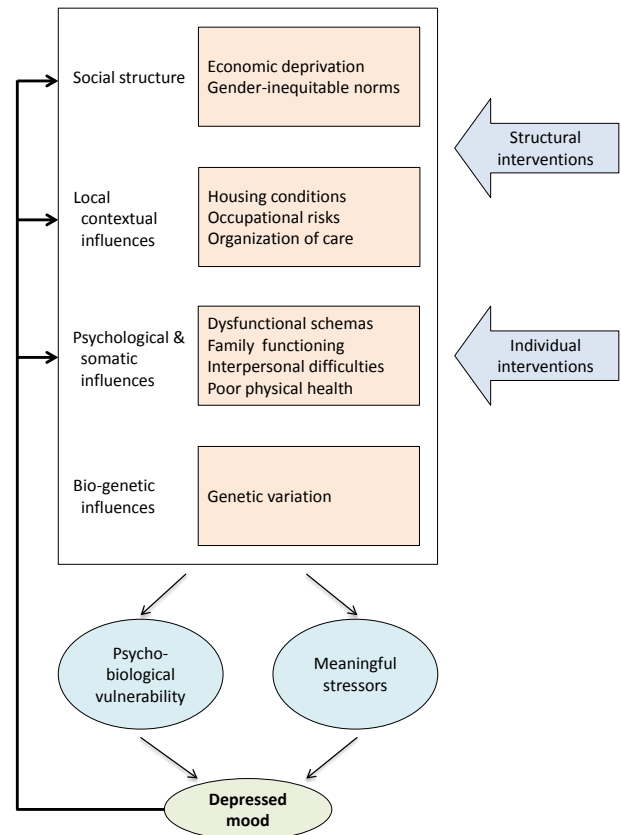 Social structure
Economic deprivation
Gender-inequitable norms
Structural
interventions
Local
contextual
influences
Housing conditions
Occupational risks
Organization of care
Psychological &
somatic
influences
Dysfunctional schemas
Family functioning
Interpersonal difficulties
Poor physical health
Individual
interventions
Bio-genetic
influences
Genetic variation
Psycho-
biological
vulnerability
Meaningful
stressors
Depressed
mood